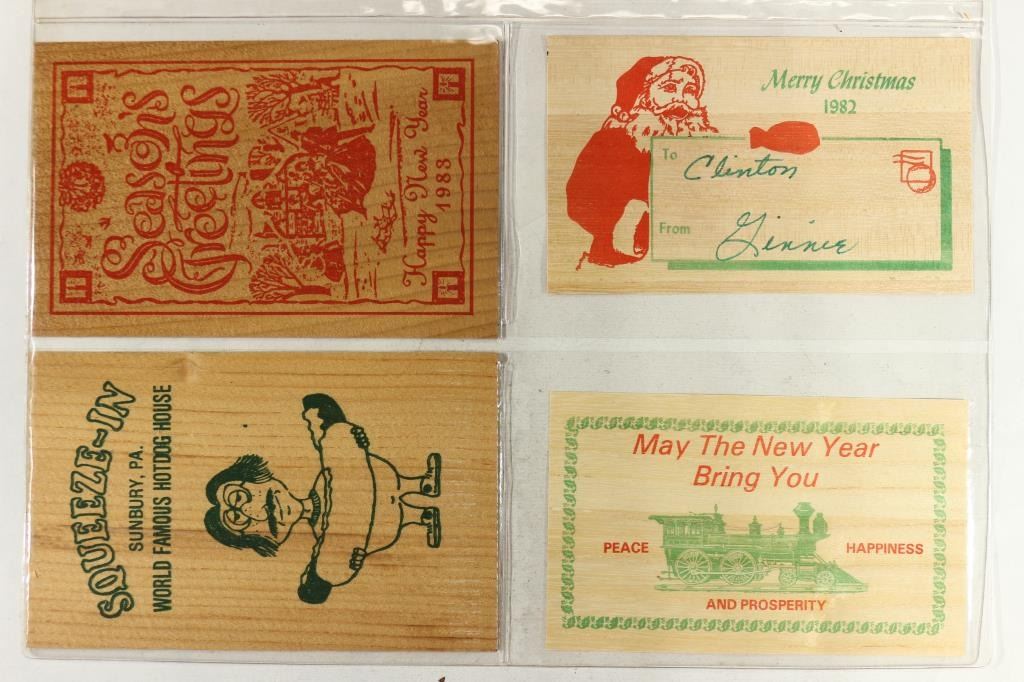 Season's
Greetings
Happy New Year
1983
Merry Christmas
1982
To Clinton
From Ginnie
SQUEEZE-IN
SUNBURY, PA.
WORLD FAMOUS HOTDOG HOUSE
May The New Year
Bring You
PEACE HAPPINESS
AND PROSPERITY